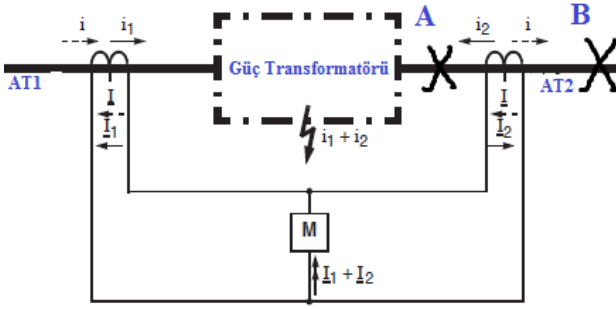 A
B
i
i1
i2
i
Güç Transformatörü
AT1
AT2
I
I1
I
I2
i1 + i2
M
I1 + I2